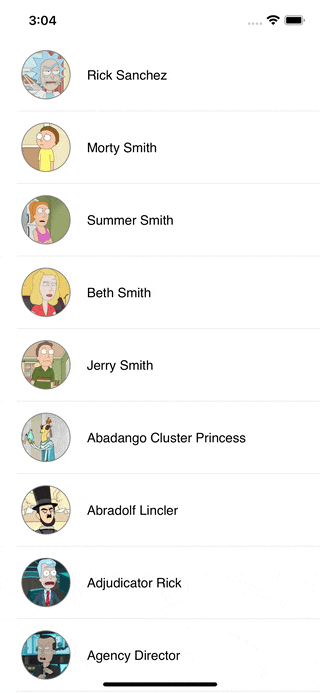 3:04
Rick Sanchez
Morty Smith
Summer Smith
Beth Smith
Jerry Smith
Abadango Cluster Princess
Abradolf Lincler
Adjudicator Rick
Agency Director